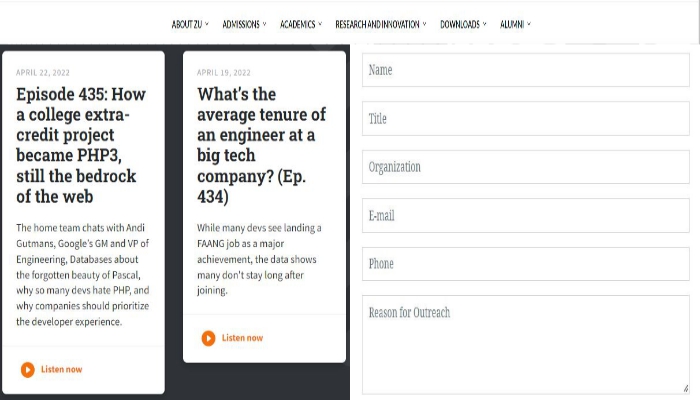 ABOUT ZU ADMISSIONS ACADEMICS RESEARCH AND INNOVATION DOWNLOADS ALUMNI
APRIL 22, 2022
Episode 435: How
a college extra-
credit project
became PHP3,
still the bedrock
of the web
The home team chats with Andi
Gutmans, Google's GM and VP of
Engineering, Databases about
the forgotten beauty of Pascal,
why so many devs hate PHP, and
why companies should prioritize
the developer experience.
Listen now
APRIL 19, 2022
What's the
average tenure of
an engineer at a
big tech
company? (Ep.
434)
While many devs see landing a
FAANG job as a major
achievement, the data shows
many don't stay long after
joining.
Listen now
Name
Title
Organization
E-mail
Phone
Reason for Outreach